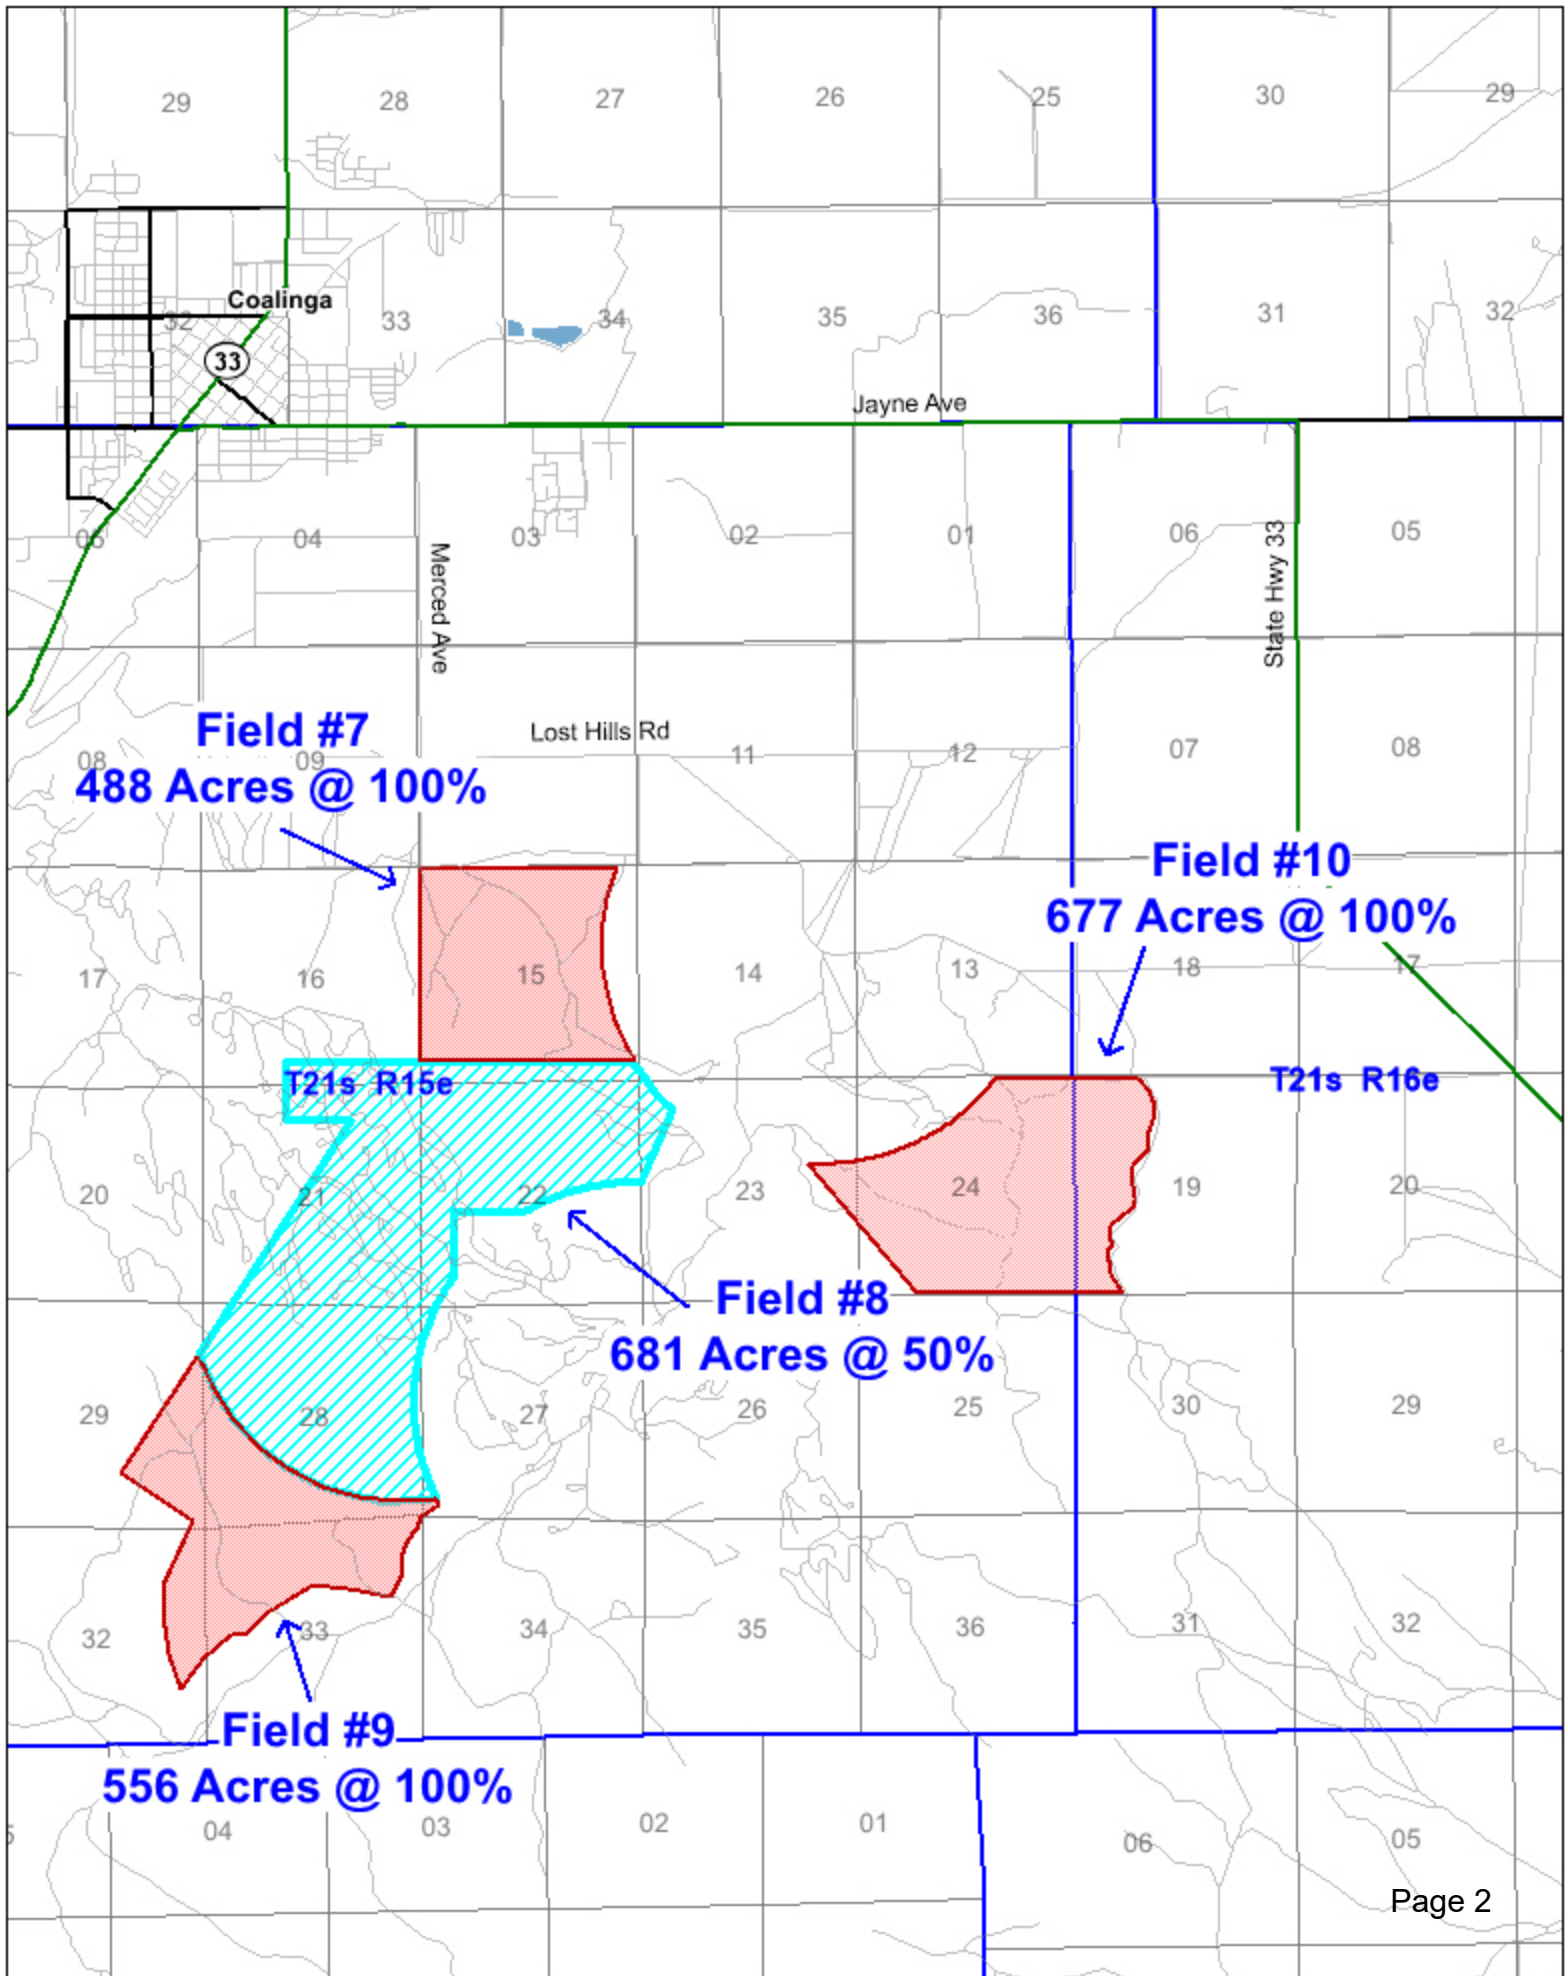 29 28 27 26 25 30 29
Coalinga
32 33 34 35 36 31 32
33
Jayne Ave
05 04 03 02 01 06 05
Merced Ave
State Hwy 33
Field #7
Lost Hills Rd
08 09 11 12 07 08
488 Acres @ 100%
Field #10
677 Acres @ 100%
17 16 15 14 13 18 17
T21s R15e
T21s R16e
20 21 22 23 24 19 20
Field #8
681 Acres @ 50%
29 28 27 26 25 30 29
32 33 34 35 36 31 32
Field #9
556 Acres @ 100%
04 03 02 01 06 05
Page 2